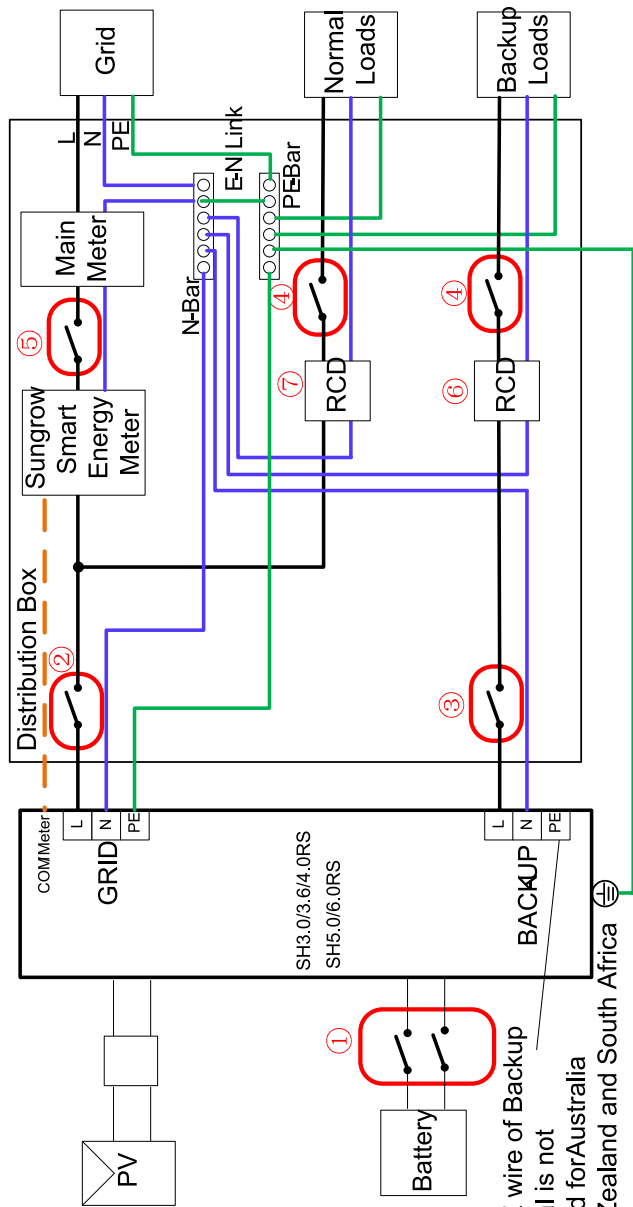 Grid
Normal
Loads
Backup
Loads
L
N
PE
E-N Link
PE-Bar
N-Bar
Main
Meter
⑤
④
④
Sungrow
Smart
Energy
Meter
⑦
RCD
⑥
RCD
Distribution Box
②
③
COMMeter
L
N
PE
GRID
L
N
PE
BACKUP
SH3.0/3.6/4.0RS
SH5.0/6.0RS
①
PV
Battery
wire of Backup
is not
forAustralia
Zealand and South Africa